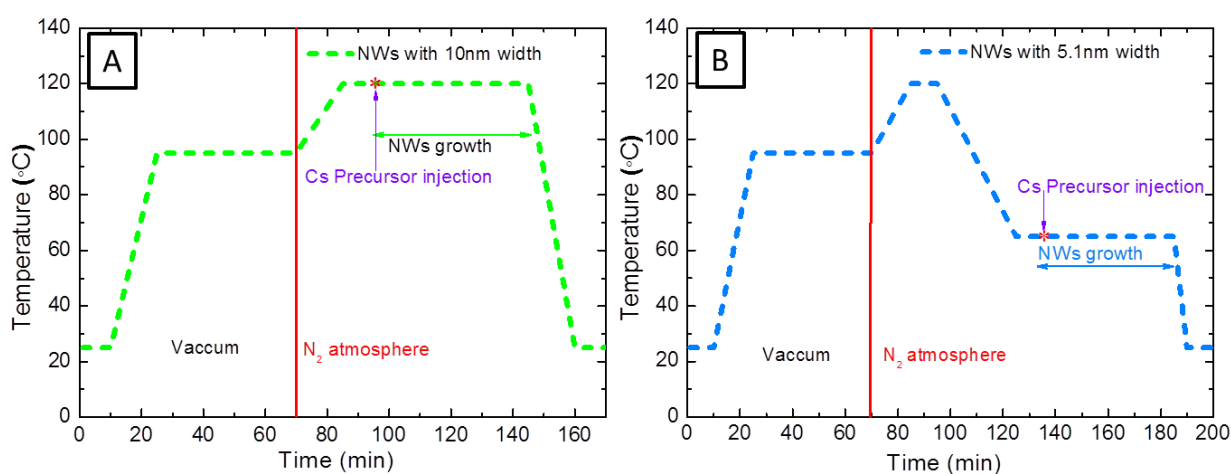 A
NWs with 10nm width
NWs growth
Cs Precursor injection
Vaccum
N2 atmosphere
Temperature (◦C)
0
20
40
60
80
100
120
140
0 20 40 60 80 100 120 140 160
Time (min)
B
NWs with 5.1nm width
Cs Precursor injection
NWs growth
Vaccum
N2 atmosphere
Temperature (◦C)
0
20
40
60
80
100
120
140
0 20 40 60 80 100 120 140 160 180 200
Time (min)